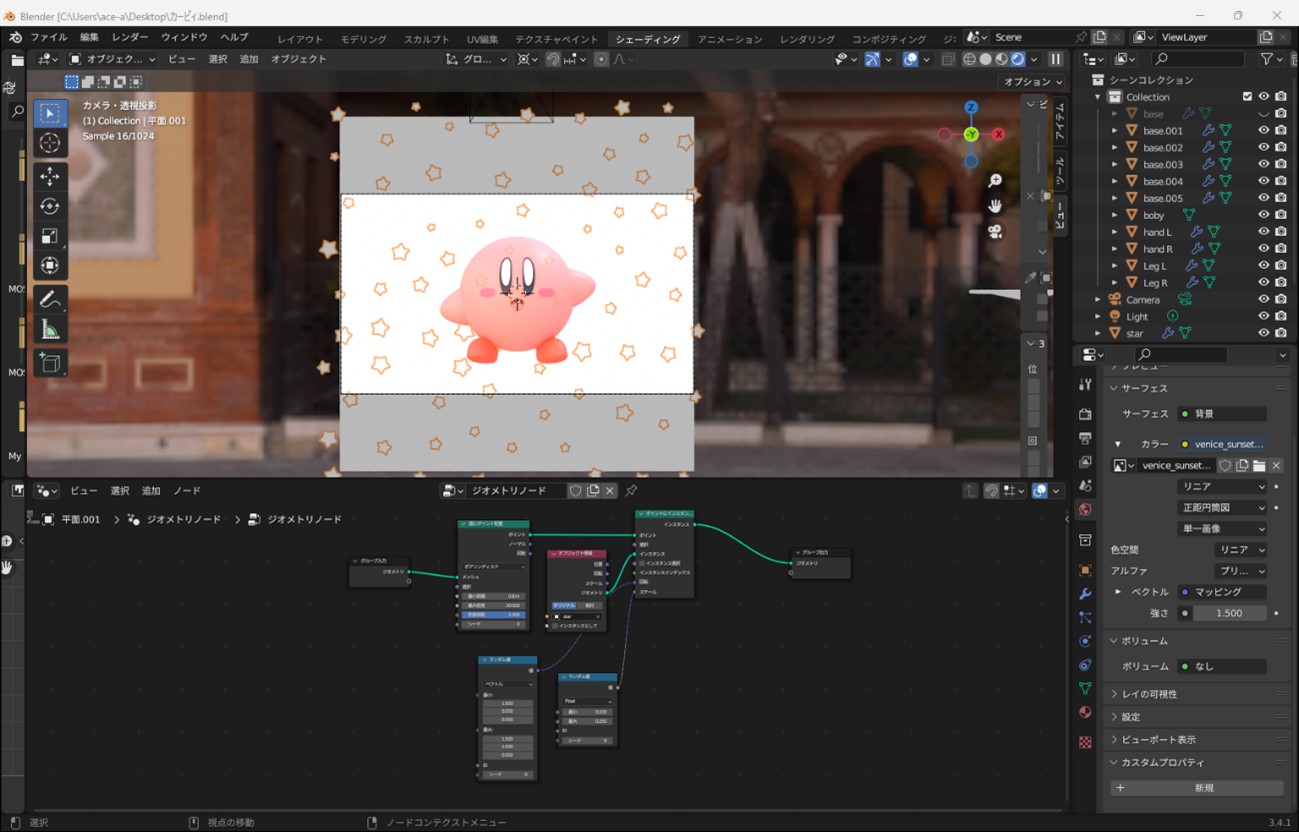 Blender [C:\Users\ace-a\Desktop\カービィ.blend]
ファイル 編集 レンダー ウィンドウ ヘルプ レイアウト モデリング スカルプト UV編集 テクスチャペイント シェーディング アニメーション レンダリング コンポジティング ジ: Scene ViewLayer
オブジェク... ビュー 選択 追加 オブジェクト グロ...
オプション
カメラ・透視投影
(1) Collection | 平面.001
Sample 16/1024
Z
X
-Y
アイテム
ツール
ビュー
3
位
回
MO
MO
My
シーンコレクション
Collection
base
base.001
base.002
base.003
base.004
base.005
boby
hand L
hand R
Leg L
Leg R
Camera
Light
star
サーフェス
サーフェス 背景
カラー venice_sunset...
venice_sunset...
リニア
正距円筒図
単一画像
色空間 リニア
アルファ プリ...
ベクトル マッピング
強さ 1.500
ボリューム
ボリューム なし
レイの可視性
設定
ビューポート表示
カスタムプロパティ
新規
ビュー 選択 追加 ノード ジオメトリノード
平面.001 ジオメトリノード ジオメトリノード
グループ入力
ジオメトリ
面にポイント配置
ポイント
ノーマル
回転
ポアソンディスク
メッシュ
選択
シード 0
オブジェクト情報
位置
回転
スケール
ジオメトリ
オリジナル 相対
star
インスタンスとして
ポイントにインスタン...
インスタンス
ポイント
選択
インスタンス
インスタンス選択
インスタンスインデックス
回転
スケール
グループ出力
ジオメトリ
ランダム値
値
ベクトル
最小:
1.500
0.000
0.000
最大:
1.500
1.000
0.000
ID
シード 0
ランダム値
値
Float
最小 0.100
最大 0.250
ID
シード 0
選択 視点の移動 ノードコンテクストメニュー 3.4.1